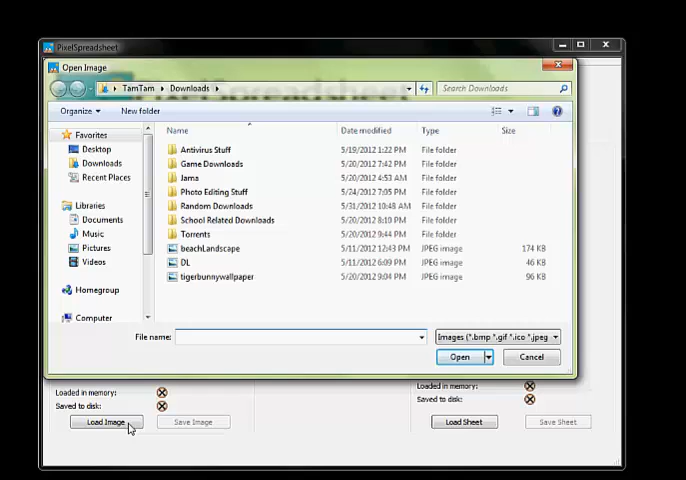 PixelSpreadsheet
Open Image
TamTam Downloads Search Downloads
PixelSpreadsheet
Organize New folder
Name Date modified Type Size
Favorites
Desktop
Downloads
Recent Places
Libraries
Documents
Music
Pictures
Videos
Homegroup
Computer
Antivirus Stuff 5/19/2012 1:22 PM File folder
Game Downloads 5/20/2012 7:42 PM File folder
Jama 5/20/2012 4:53 AM File folder
Photo Editing Stuff 5/24/2012 7:05 PM File folder
Random Downloads 5/31/2012 10:48 AM File folder
School Related Downloads 5/20/2012 8:10 PM File folder
Torrents 5/20/2012 9:44 PM File folder
beachLandscape 5/11/2012 12:43 PM JPEG image 174 KB
DL 5/11/2012 6:09 PM JPEG image 46 KB
tigerbunnywallpaper 5/20/2012 9:04 PM JPEG image 96 KB
File name: Images (*.bmp *.gif *.ico *.jpeg
Open Cancel
Loaded in memory:
Saved to disk:
Load Image Save Image
Loaded in memory:
Saved to disk:
Load Sheet Save Sheet